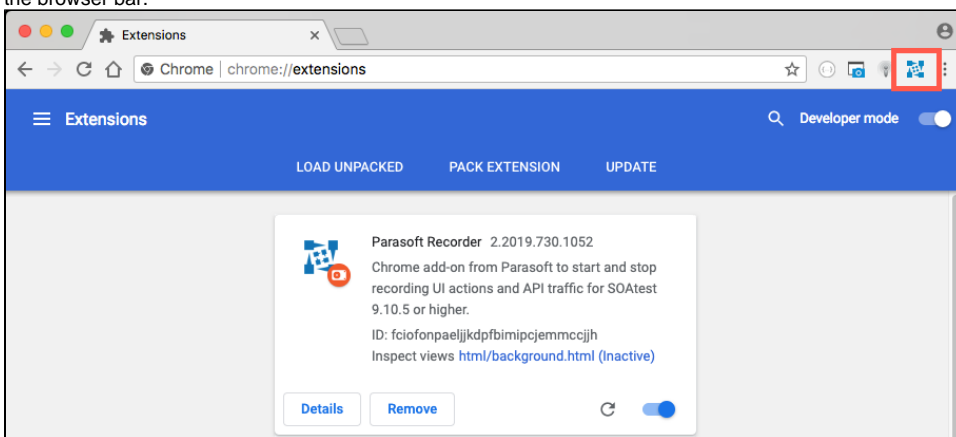 the browser bar.
Extensions
Chrome | chrome://extensions
Extensions
Developer mode
LOAD UNPACKED PACK EXTENSION UPDATE
Parasoft Recorder 2.2019.730.1052
Chrome add-on from Parasoft to start and stop
recording UI actions and API traffic for SOAtest
9.10.5 or higher.
ID: fciofonpaeljjkdpfbimipcjemmccjjh
Inspect views html/background.html (Inactive)
Details Remove